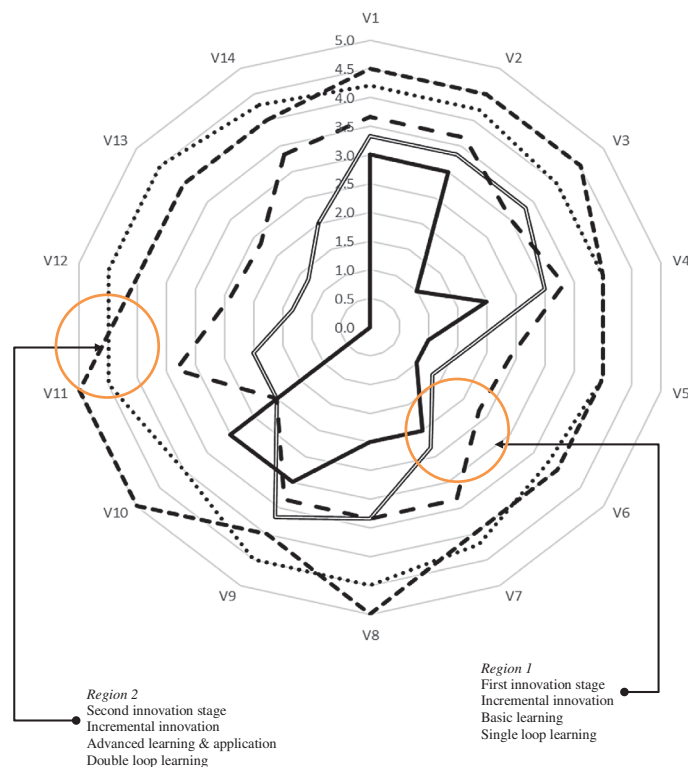 V1
V14
V2
5.0
4.5
4.0
V13
3.5
V3
3.0
2.5
2.0
V12
1.5
V4
1.0
0.5
0.0
V11
V5
V10
V6
V9
V7
V8
Region 2
Second innovation stage
Incremental innovation
Advanced learning & application
Double loop learning
Region 1
First innovation stage
Incremental innovation
Basic learning
Single loop learning